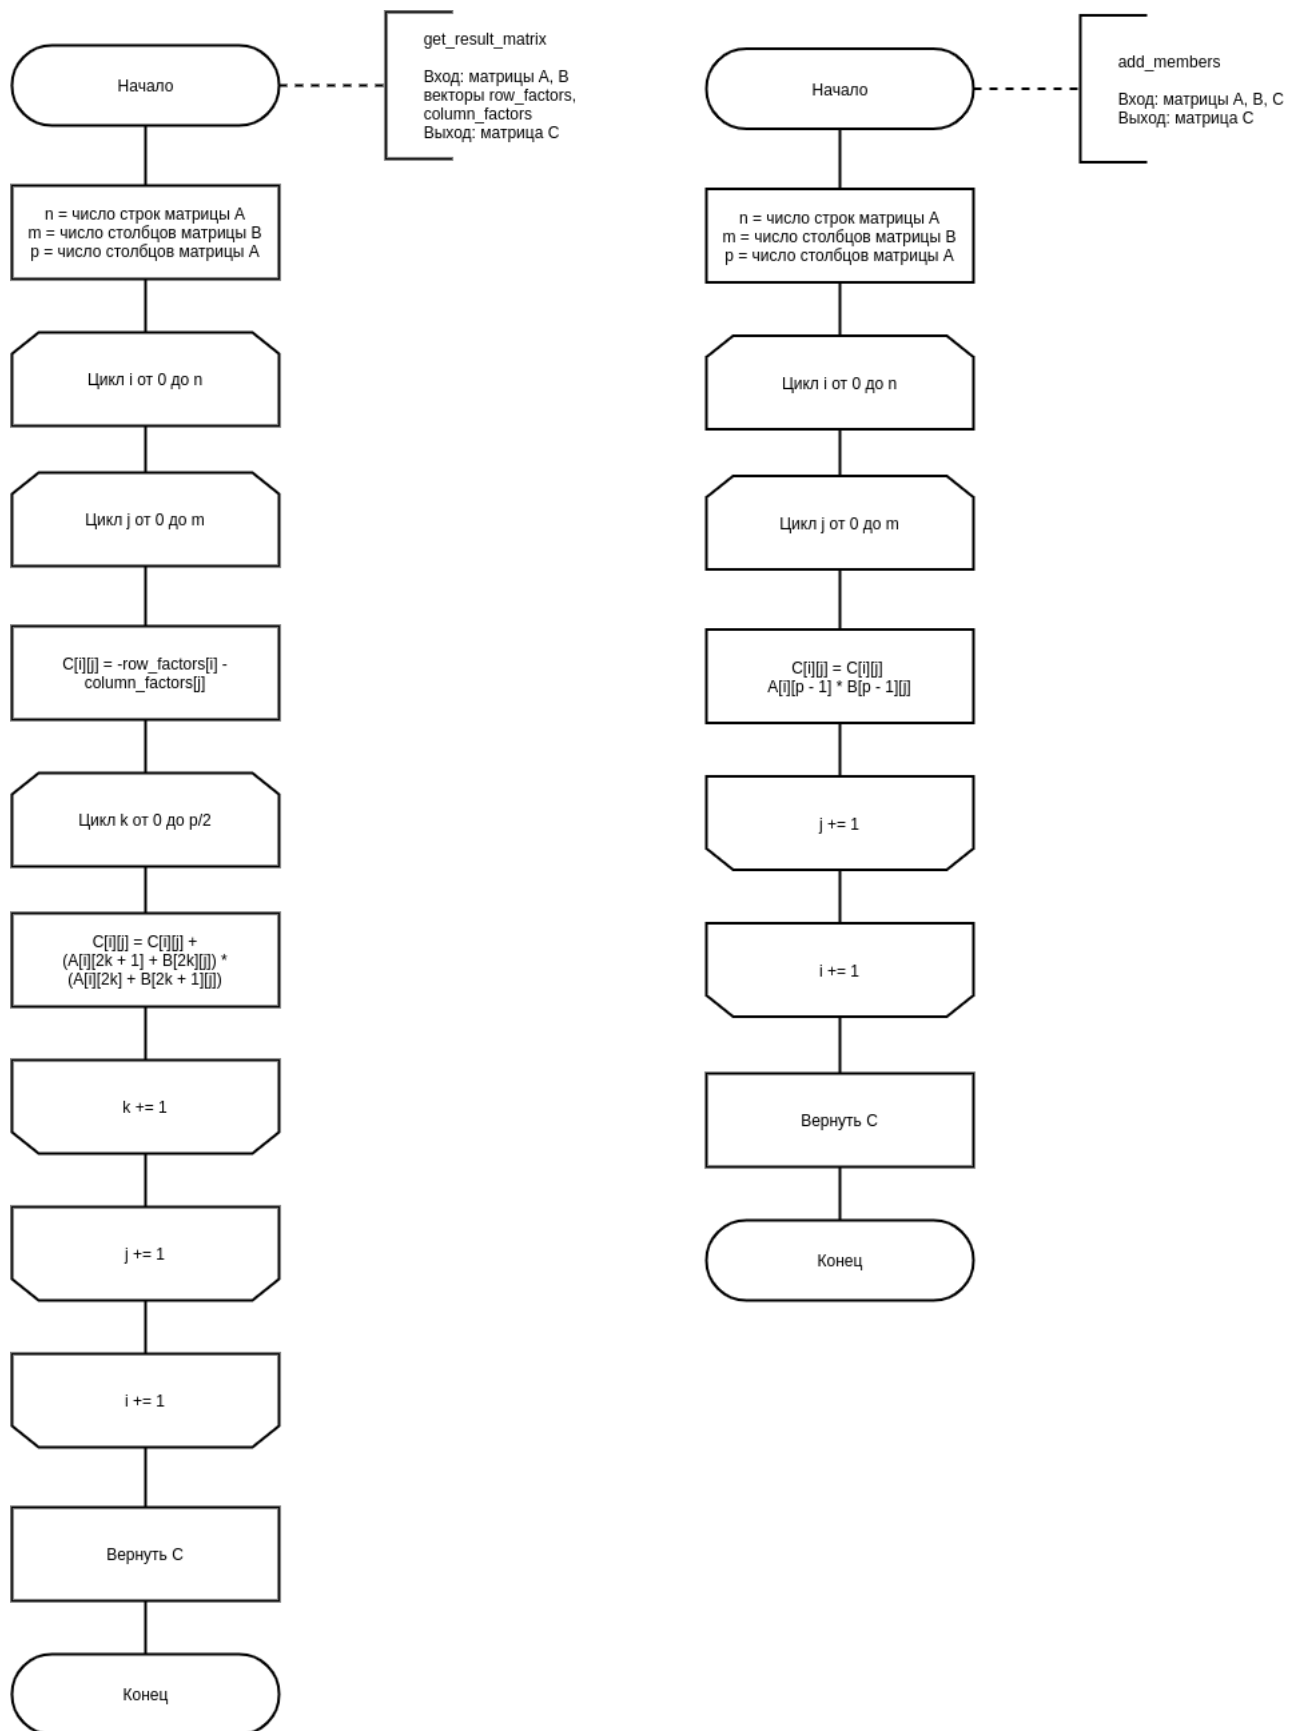 Начало
get_result_matrix
Вход: матрицы A, B
векторы row_factors,
column_factors
Выход: матрица C
n = число строк матрицы A
m = число столбцов матрицы B
p = число столбцов матрицы A
Цикл i от 0 до n
Цикл j от 0 до m
C[i][j] = -row_factors[i] -
column_factors[j]
Цикл k от 0 до p/2
C[i][j] = C[i][j] +
(A[i][2k + 1] + B[2k][j]) *
(A[i][2k] + B[2k + 1][j])
k += 1
j += 1
i += 1
Вернуть C
Конец
Начало
add_members
Вход: матрицы A, B, C
Выход: матрица C
n = число строк матрицы A
m = число столбцов матрицы B
p = число столбцов матрицы A
Цикл i от 0 до n
Цикл j от 0 до m
C[i][j] = C[i][j]
A[i][p - 1] * B[p - 1][j]
j += 1
i += 1
Вернуть C
Конец